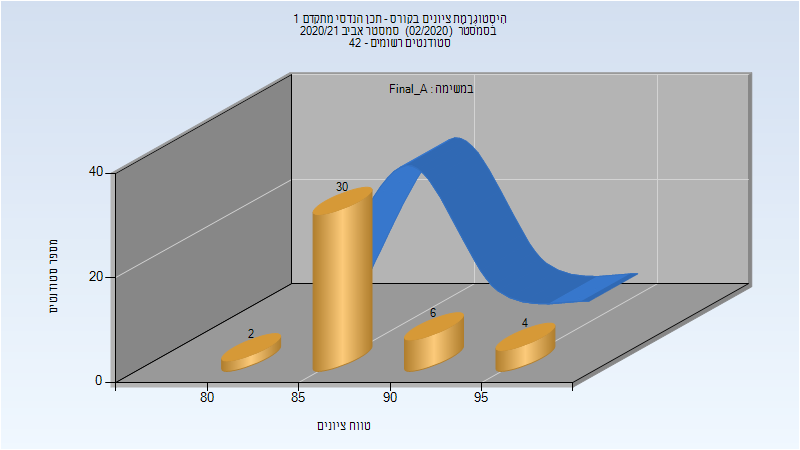 היסטוגרמת ציונים בקורס - תכן הנדסי מתקדם 1
בסמסטר (02/2020) סמסטר אביב 2020/21
סטודנטים רשומים - 42
במשימה : Final_A
מספר סטודנטים
40
20
0
2
30
6
4
80
85
90
95
טווח ציונים